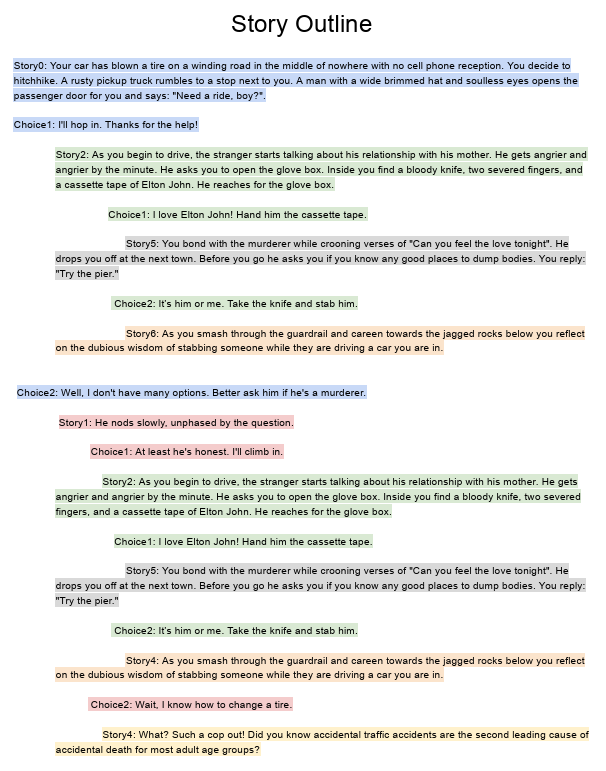 Story Outline
Story0: Your car has blown a tire on a winding road in the middle of nowhere with no cell phone reception. You decide to
hitchhike. A rusty pickup truck rumbles to a stop next to you. A man with a wide brimmed hat and soulless eyes opens the
passenger door for you and says: "Need a ride, boy?".
Choice1: I'll hop in. Thanks for the help!
Story2: As you begin to drive, the stranger starts talking about his relationship with his mother. He gets angrier and
angrier by the minute. He asks you to open the glove box. Inside you find a bloody knife, two severed fingers, and
a cassette tape of Elton John. He reaches for the glove box.
Choice1: I love Elton John! Hand him the cassette tape.
Story5: You bond with the murderer while crooning verses of "Can you feel the love tonight". He
drops you off at the next town. Before you go he asks you if you know any good places to dump bodies. You reply:
"Try the pier."
Choice2: It's him or me. Take the knife and stab him.
Story6: As you smash through the guardrail and careen towards the jagged rocks below you reflect
on the dubious wisdom of stabbing someone while they are driving a car you are in.
Choice2: Well, I don't have many options. Better ask him if he's a murderer.
Story1: He nods slowly, unphased by the question.
Choice1: At least he's honest. I'll climb in.
Story2: As you begin to drive, the stranger starts talking about his relationship with his mother. He gets
angrier and angrier by the minute. He asks you to open the glove box. Inside you find a bloody knife, two severed
fingers, and a cassette tape of Elton John. He reaches for the glove box.
Choice1: I love Elton John! Hand him the cassette tape.
Story5: You bond with the murderer while crooning verses of "Can you feel the love tonight". He
drops you off at the next town. Before you go he asks you if you know any good places to dump bodies. You reply:
"Try the pier."
Choice2: It's him or me. Take the knife and stab him.
Story4: As you smash through the guardrail and careen towards the jagged rocks below you reflect
on the dubious wisdom of stabbing someone while they are driving a car you are in.
Choice2: Wait, I know how to change a tire.
Story4: What? Such a cop out! Did you know accidental traffic accidents are the second leading cause of
accidental death for most adult age groups?